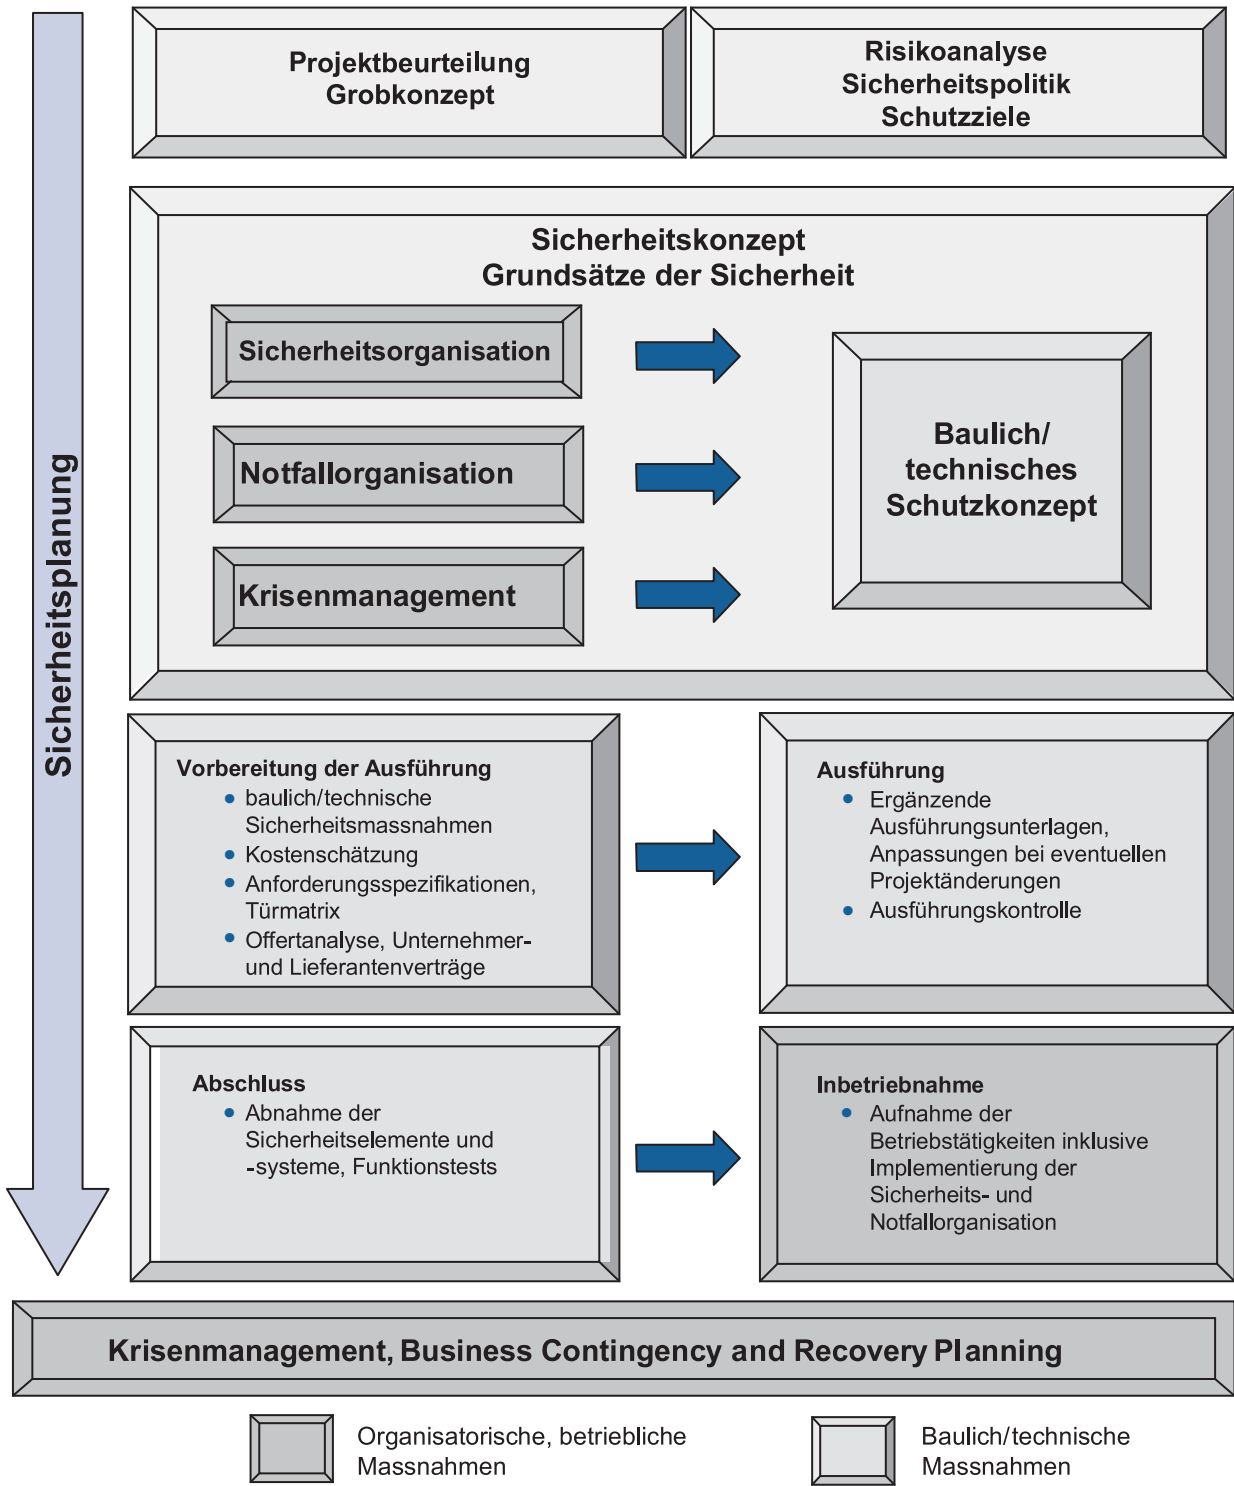 Sicherheitsplanung
Projektbeurteilung
Grobkonzept
Risikoanalyse
Sicherheitspolitik
Schutzziele
Sicherheitskonzept
Grundsätze der Sicherheit
Sicherheitsorganisation
Notfallorganisation
Krisenmanagement
Baulich/
technisches
Schutzkonzept
Vorbereitung der Ausführung
• baulich/technische
Sicherheitsmassnahmen
• Kostenschätzung
• Anforderungsspezifikationen,
Türmatrix
• Offertanalyse, Unternehmer-
und Lieferantenverträge
Ausführung
• Ergänzende
Ausführungsunterlagen,
Anpassungen bei eventuellen
Projektänderungen
• Ausführungskontrolle
Abschluss
• Abnahme der
Sicherheitselemente und
-systeme, Funktionstests
Inbetriebnahme
• Aufnahme der
Betriebstätigkeiten inklusive
Implementierung der
Sicherheits- und
Notfallorganisation
Krisenmanagement, Business Contingency and Recovery Planning
Organisatorische, betriebliche
Massnahmen
Baulich/technische
Massnahmen